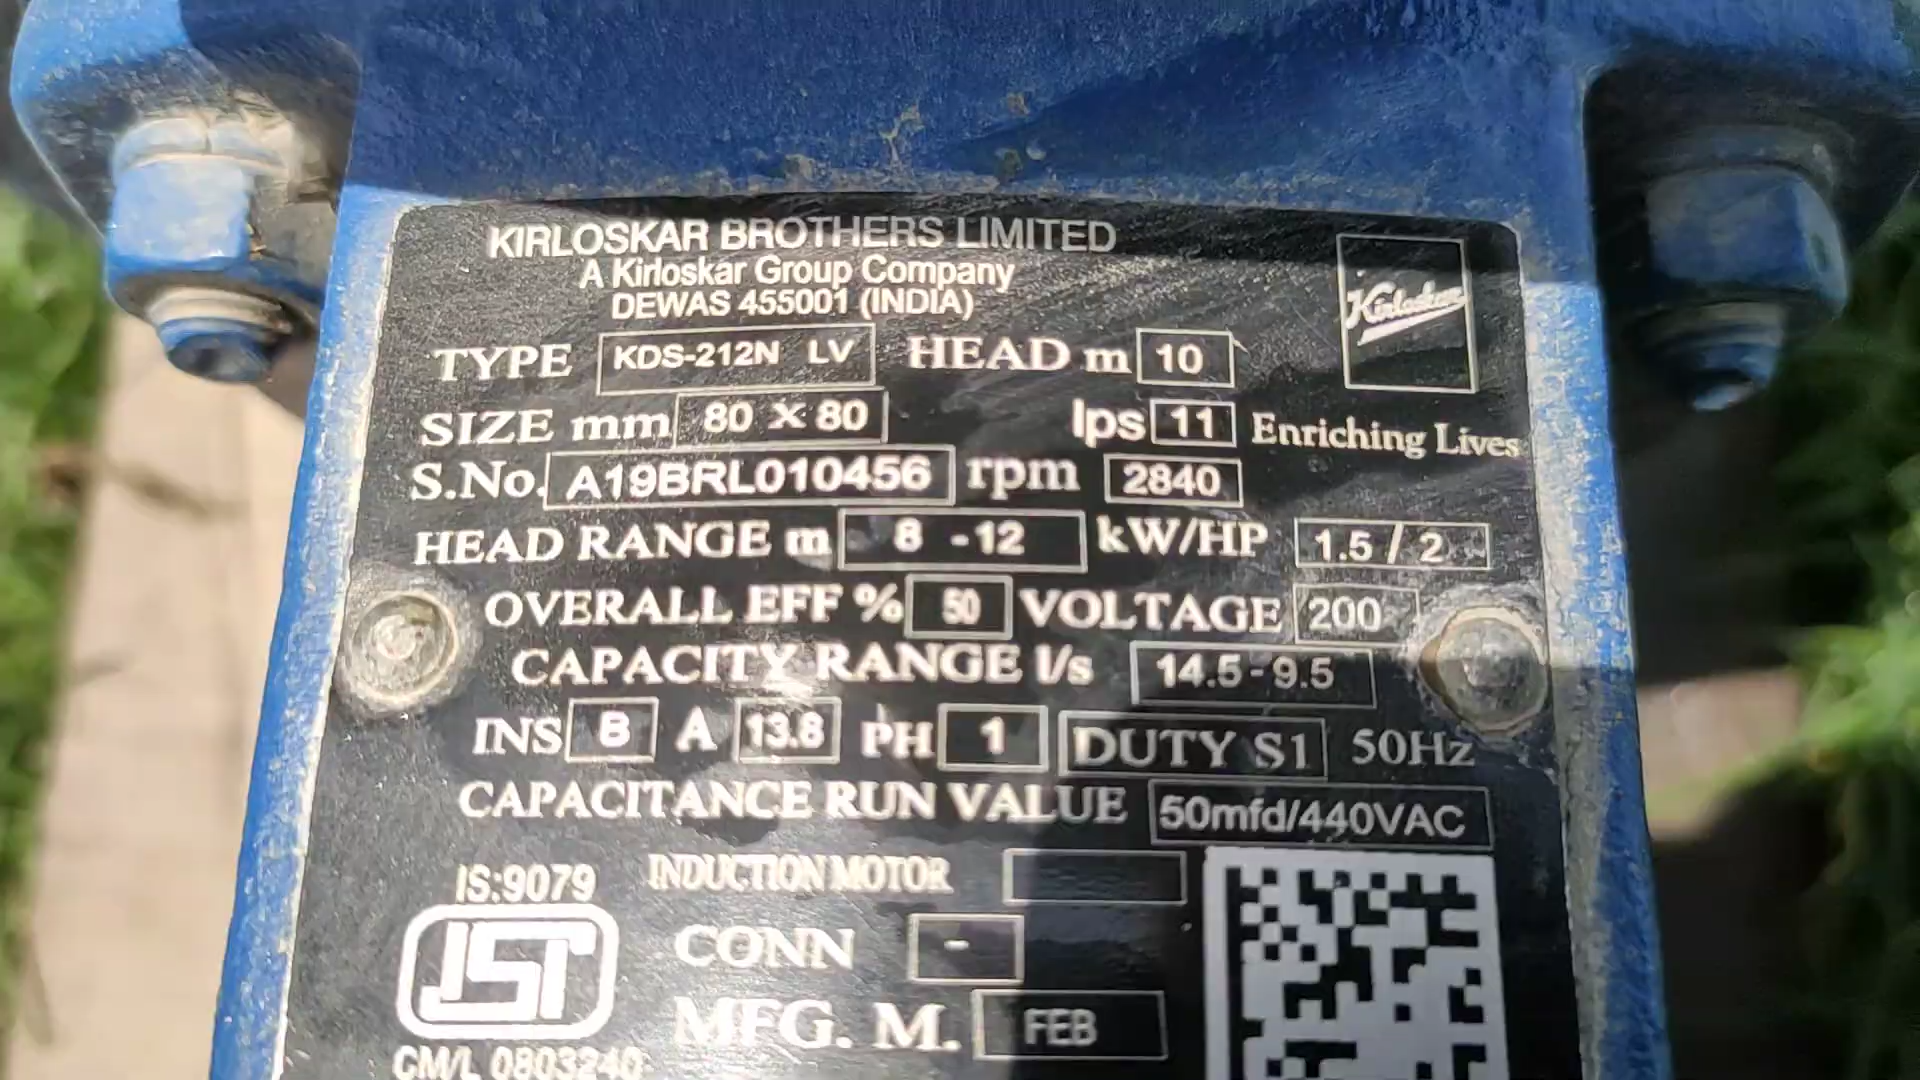 KIRLOSKAR BROTHERS LIMITED
A Kirloskar Group Company
DEWAS 455001 (INDIA)
Kirloskar
TYPE KDS-212N LV HEAD m 10
SIZE mm 80 X 80 lps 11 Enriching Lives
S.No. A19BRL010456 rpm 2840
HEAD RANGE m 8 - 12 kW/HP 1.5 / 2
OVERALL EFF % 50 VOLTAGE 200
CAPACITY RANGE l/s 14.5 - 9.5
INS B A 13.8 PH 1 DUTY S1 50Hz
CAPACITANCE RUN VALUE 50mfd/440VAC
IS:9079 INDUCTION MOTOR
ISI
CONN -
MFG. M. FEB
CM/L 0803240